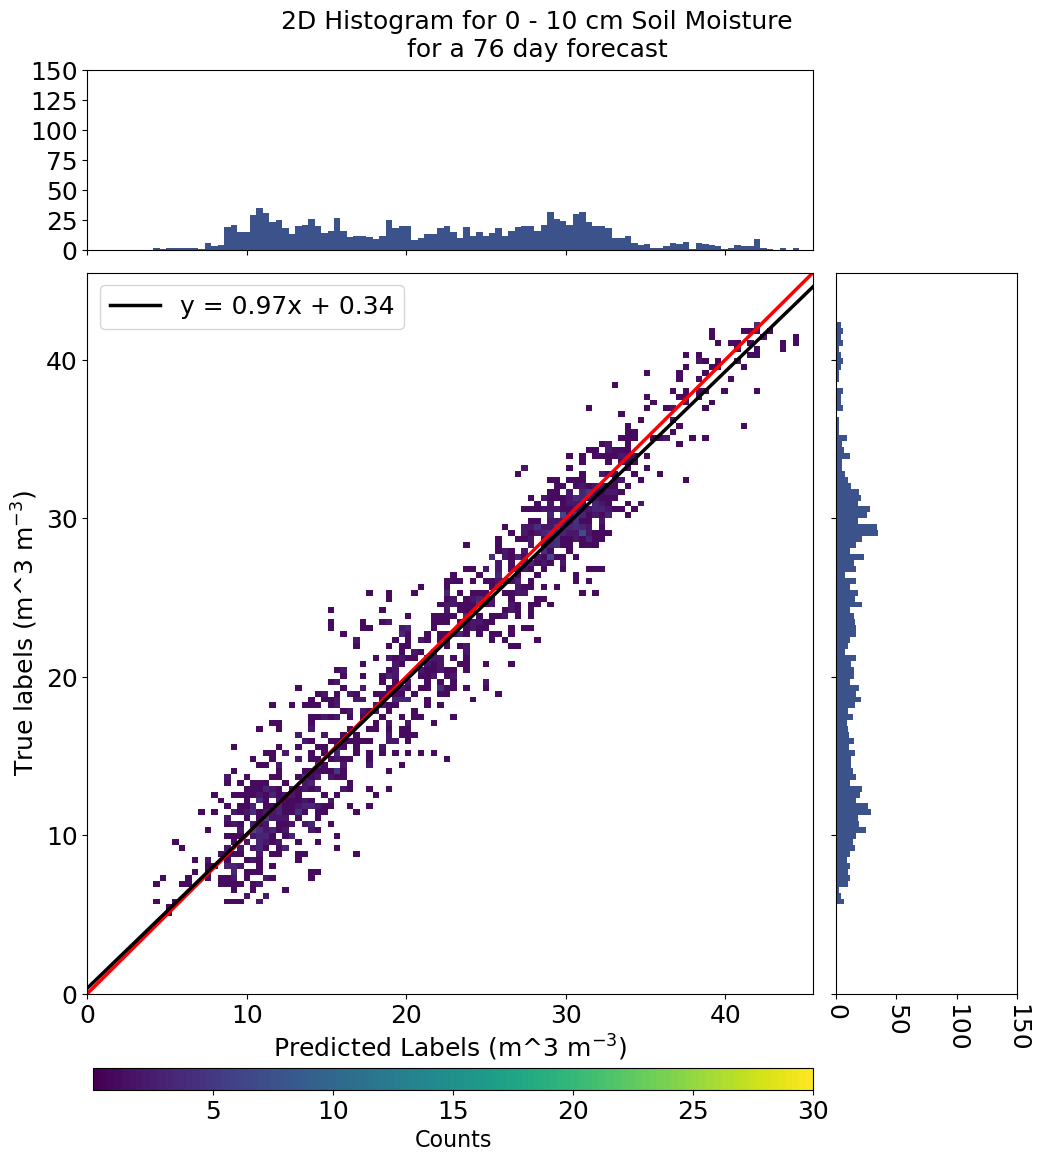 2D Histogram for 0 - 10 cm Soil Moisture
for a 76 day forecast
150
125
100
75
50
25
0
y = 0.97x + 0.34
40
30
20
10
0
True labels (m^3 m⁻³)
0 10 20 30 40
Predicted Labels (m^3 m⁻³)
0 50 100 150
5 10 15 20 25 30
Counts